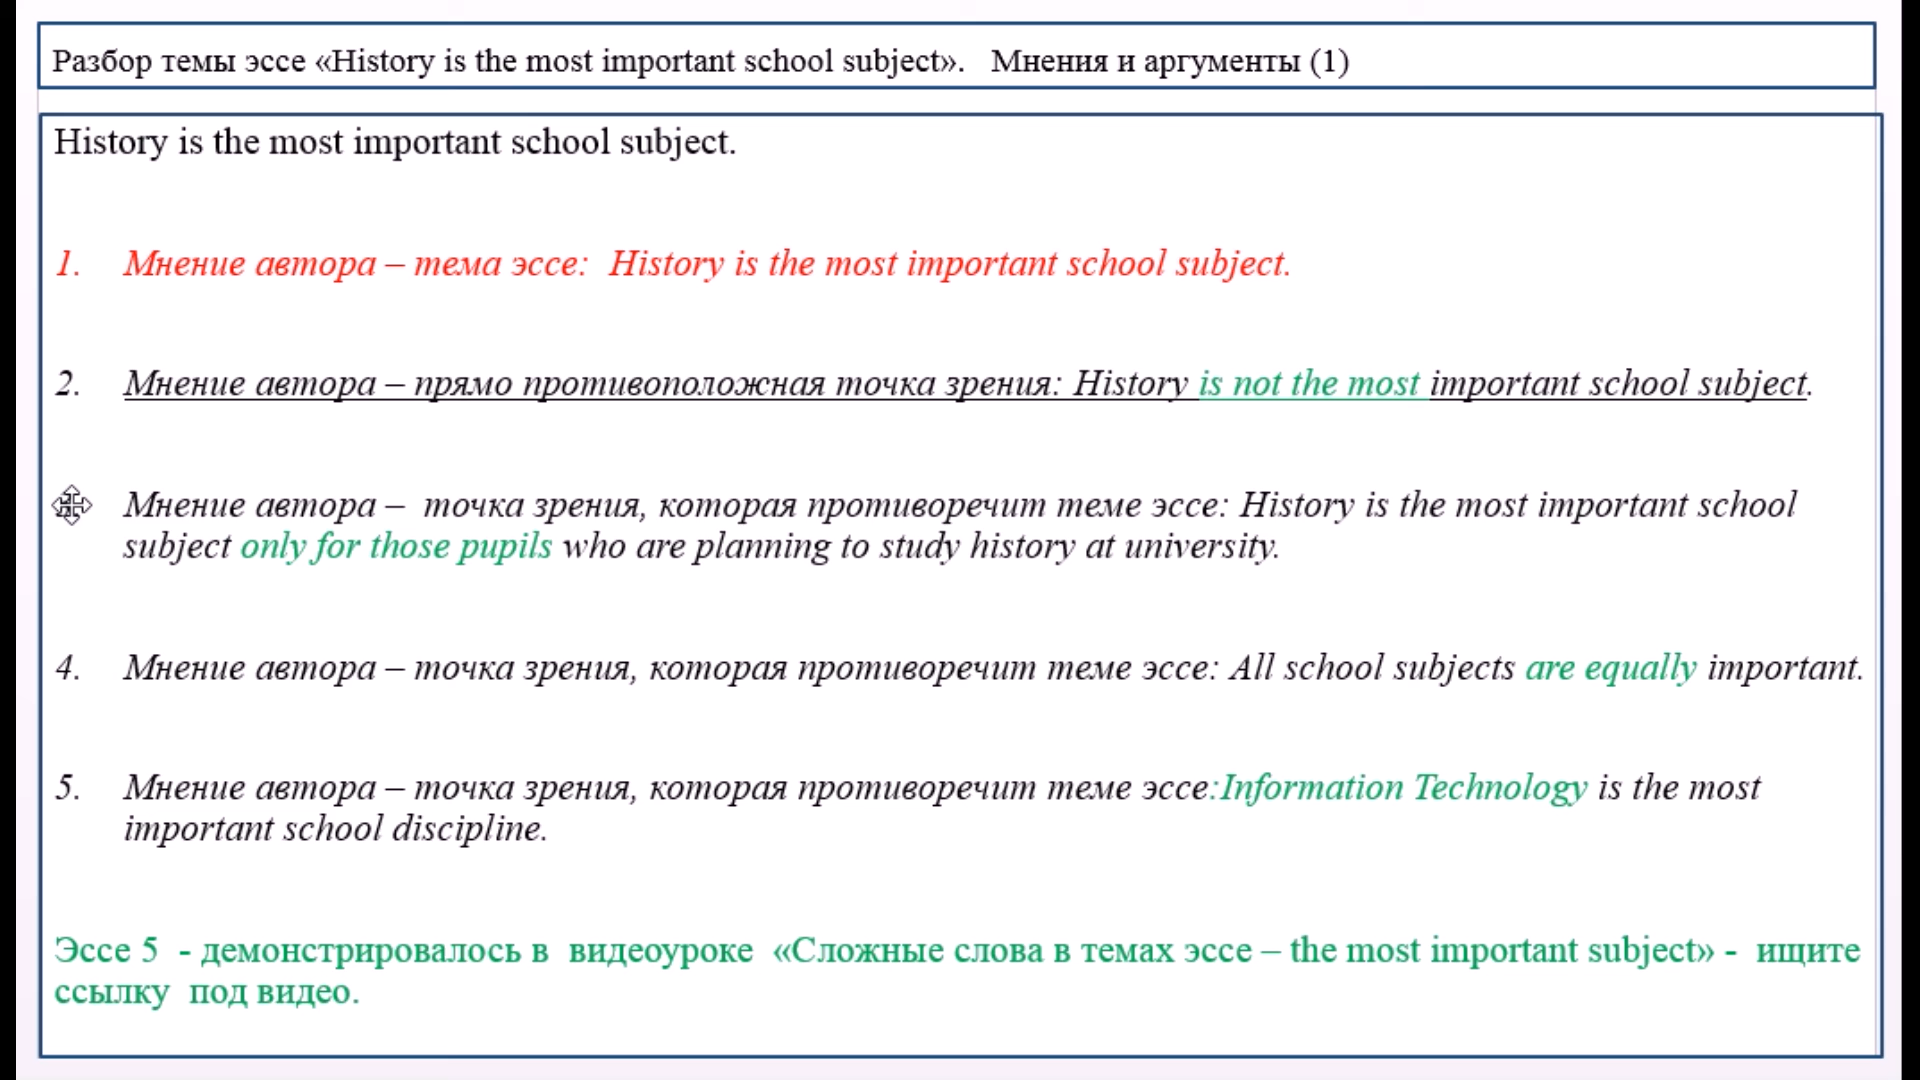 Разбор темы эссе «History is the most important school subject».   Мнения и аргументы (1)
History is the most important school subject.
1. Мнение автора – тема эссе:  History is the most important school subject.
2. Мнение автора – прямо противоположная точка зрения: History is not the most important school subject.
Мнение автора –  точка зрения, которая противоречит теме эссе: History is the most important school
subject only for those pupils who are planning to study history at university.
4. Мнение автора – точка зрения, которая противоречит теме эссе: All school subjects are equally important.
5. Мнение автора – точка зрения, которая противоречит теме эссе:Information Technology is the most
important school discipline.
Эссе 5  - демонстрировалось в  видеоуроке  «Сложные слова в темах эссе – the most important subject» -  ищите
ссылку  под видео.